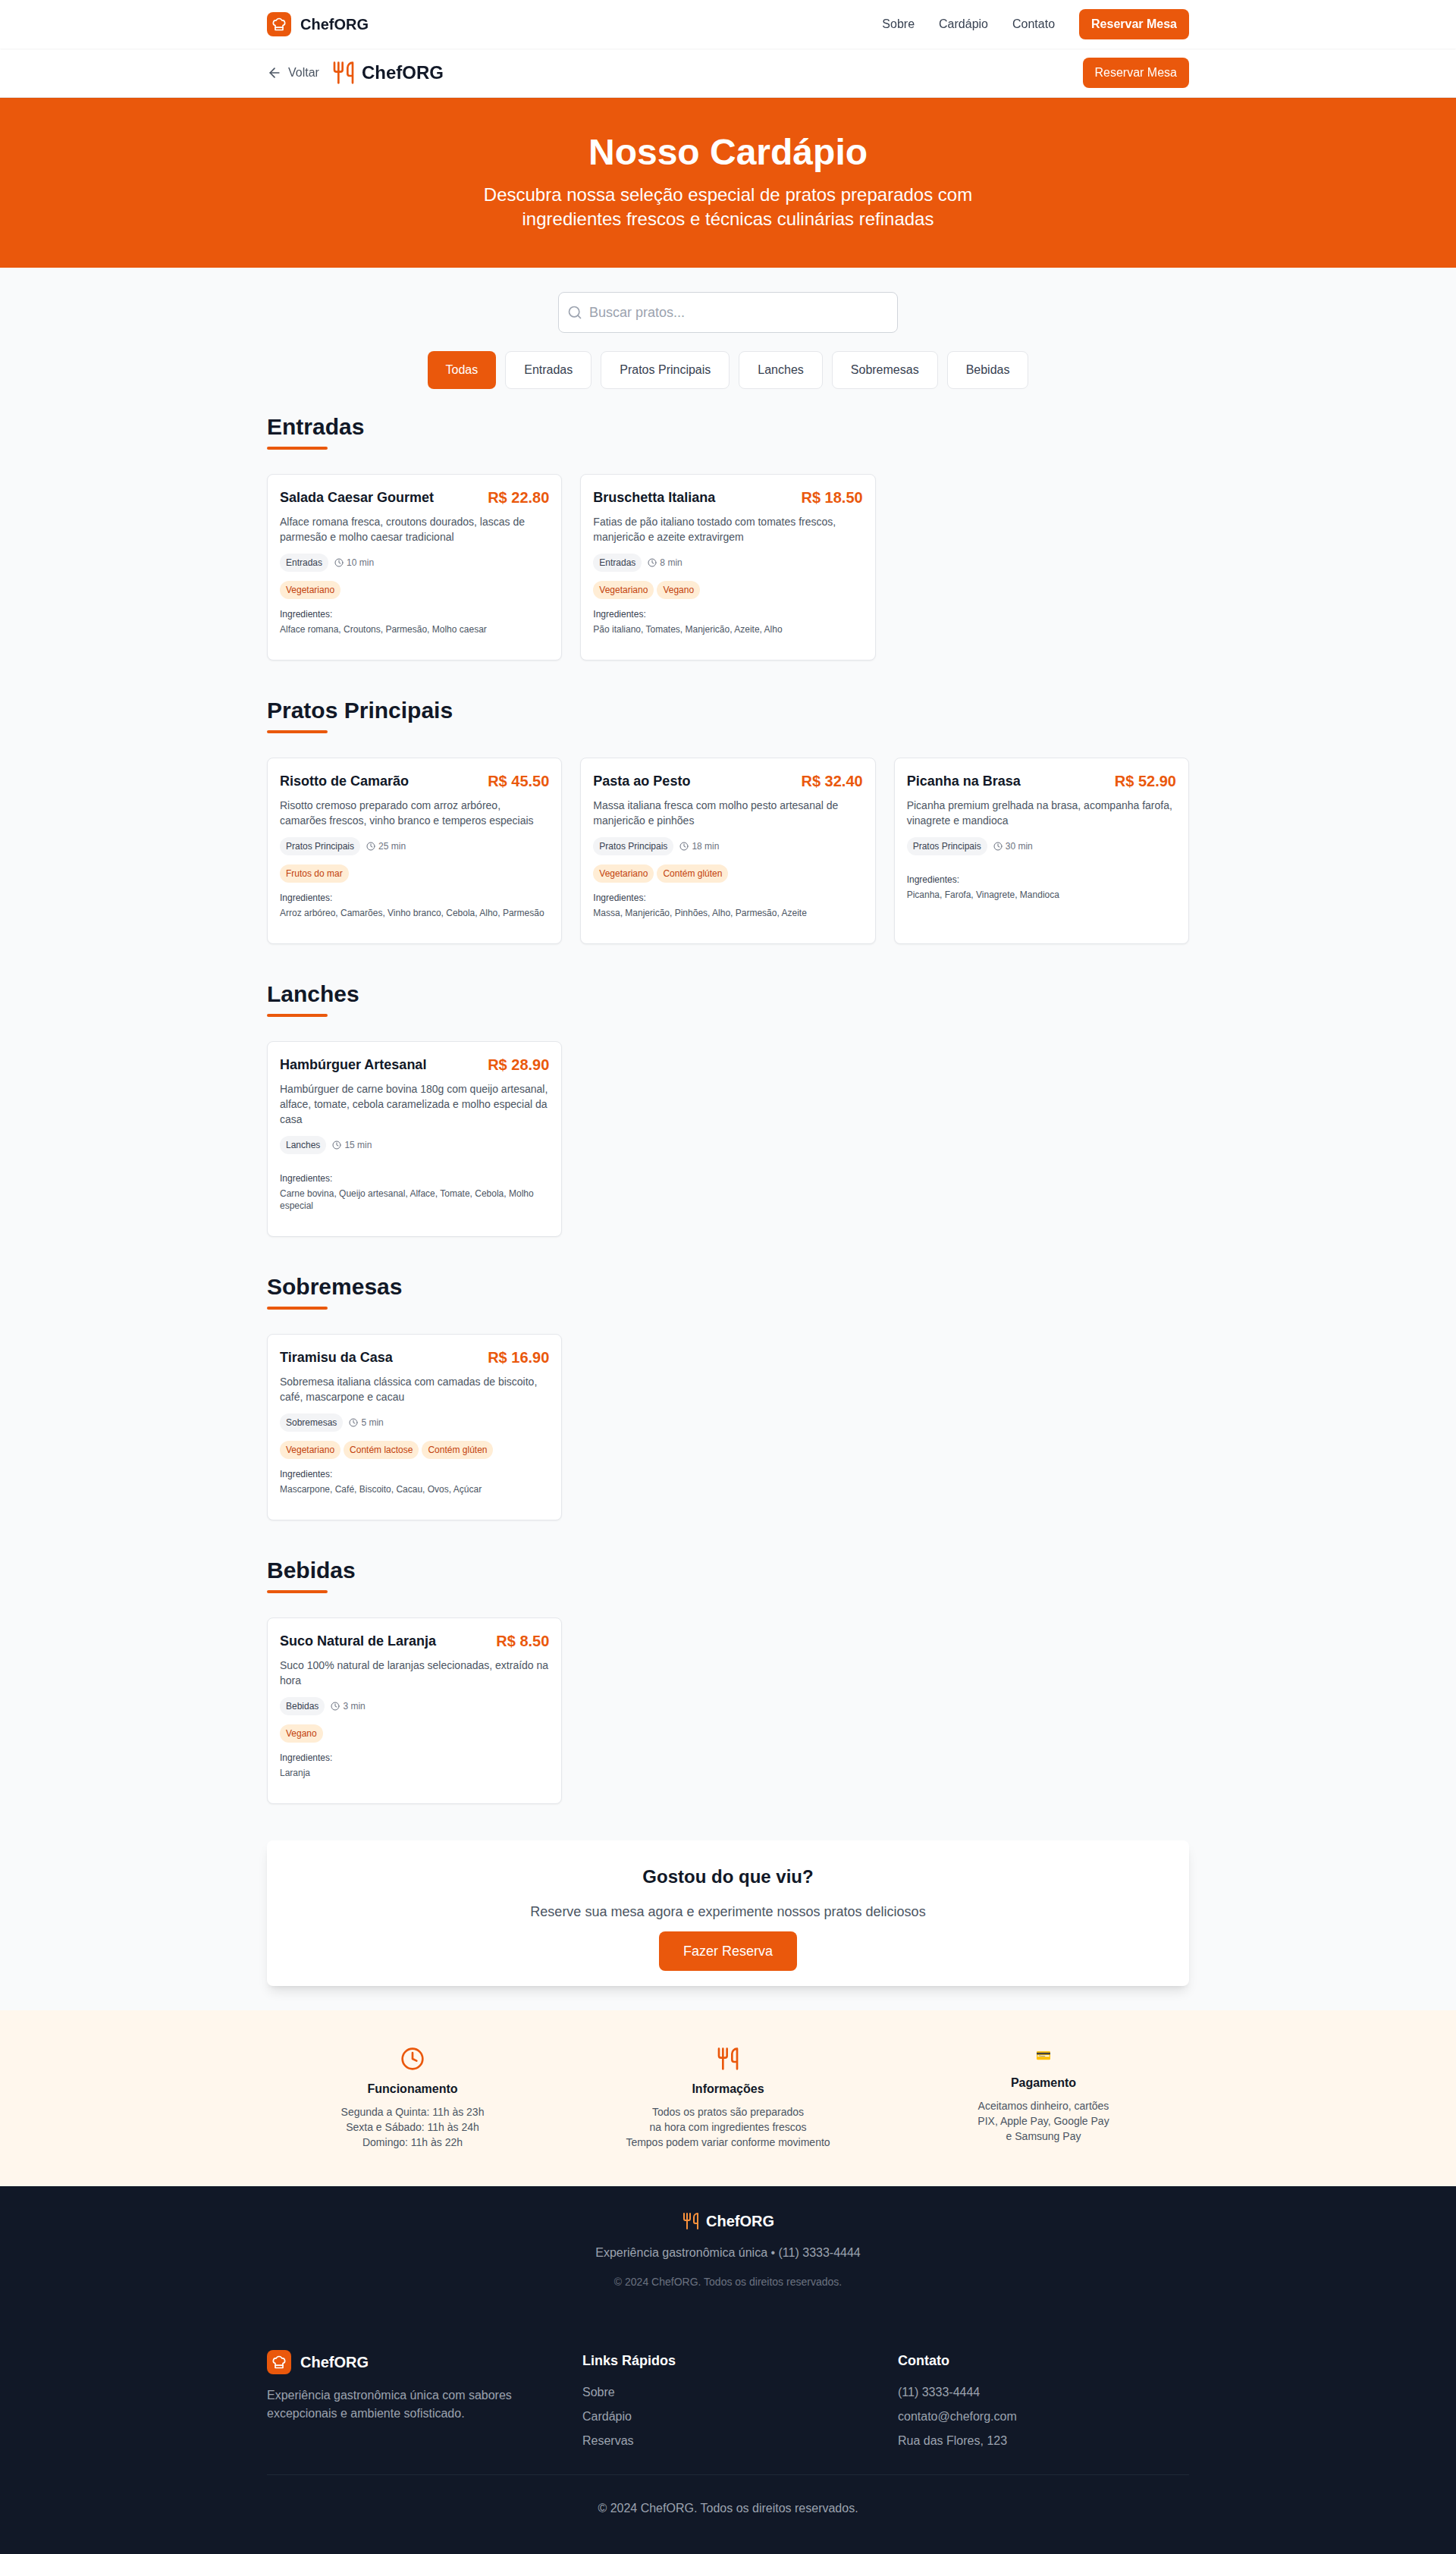 ChefORG
Sobre
Cardápio
Contato
Reservar Mesa
Voltar
ChefORG
Reservar Mesa
Nosso Cardápio
Descubra nossa seleção especial de pratos preparados com
ingredientes frescos e técnicas culinárias refinadas
Buscar pratos...
Todas
Entradas
Pratos Principais
Lanches
Sobremesas
Bebidas
Entradas
Salada Caesar Gourmet
R$ 22.80
Alface romana fresca, croutons dourados, lascas de
parmesão e molho caesar tradicional
Entradas
10 min
Vegetariano
Ingredientes:
Alface romana, Croutons, Parmesão, Molho caesar
Bruschetta Italiana
R$ 18.50
Fatias de pão italiano tostado com tomates frescos,
manjericão e azeite extravirgem
Entradas
8 min
Vegetariano
Vegano
Ingredientes:
Pão italiano, Tomates, Manjericão, Azeite, Alho
Pratos Principais
Risotto de Camarão
R$ 45.50
Risotto cremoso preparado com arroz arbóreo,
camarões frescos, vinho branco e temperos especiais
Pratos Principais
25 min
Frutos do mar
Ingredientes:
Arroz arbóreo, Camarões, Vinho branco, Cebola, Alho, Parmesão
Pasta ao Pesto
R$ 32.40
Massa italiana fresca com molho pesto artesanal de
manjericão e pinhões
Pratos Principais
18 min
Vegetariano
Contém glúten
Ingredientes:
Massa, Manjericão, Pinhões, Alho, Parmesão, Azeite
Picanha na Brasa
R$ 52.90
Picanha premium grelhada na brasa, acompanha farofa,
vinagrete e mandioca
Pratos Principais
30 min
Ingredientes:
Picanha, Farofa, Vinagrete, Mandioca
Lanches
Hambúrguer Artesanal
R$ 28.90
Hambúrguer de carne bovina 180g com queijo artesanal,
alface, tomate, cebola caramelizada e molho especial da
casa
Lanches
15 min
Ingredientes:
Carne bovina, Queijo artesanal, Alface, Tomate, Cebola, Molho
especial
Sobremesas
Tiramisu da Casa
R$ 16.90
Sobremesa italiana clássica com camadas de biscoito,
café, mascarpone e cacau
Sobremesas
5 min
Vegetariano
Contém lactose
Contém glúten
Ingredientes:
Mascarpone, Café, Biscoito, Cacau, Ovos, Açúcar
Bebidas
Suco Natural de Laranja
R$ 8.50
Suco 100% natural de laranjas selecionadas, extraído na
hora
Bebidas
3 min
Vegano
Ingredientes:
Laranja
Gostou do que viu?
Reserve sua mesa agora e experimente nossos pratos deliciosos
Fazer Reserva
Funcionamento
Segunda a Quinta: 11h às 23h
Sexta e Sábado: 11h às 24h
Domingo: 11h às 22h
Informações
Todos os pratos são preparados
na hora com ingredientes frescos
Tempos podem variar conforme movimento
Pagamento
Aceitamos dinheiro, cartões
PIX, Apple Pay, Google Pay
e Samsung Pay
ChefORG
Experiência gastronômica única • (11) 3333-4444
© 2024 ChefORG. Todos os direitos reservados.
ChefORG
Experiência gastronômica única com sabores
excepcionais e ambiente sofisticado.
Links Rápidos
Sobre
Cardápio
Reservas
Contato
(11) 3333-4444
contato@cheforg.com
Rua das Flores, 123
© 2024 ChefORG. Todos os direitos reservados.